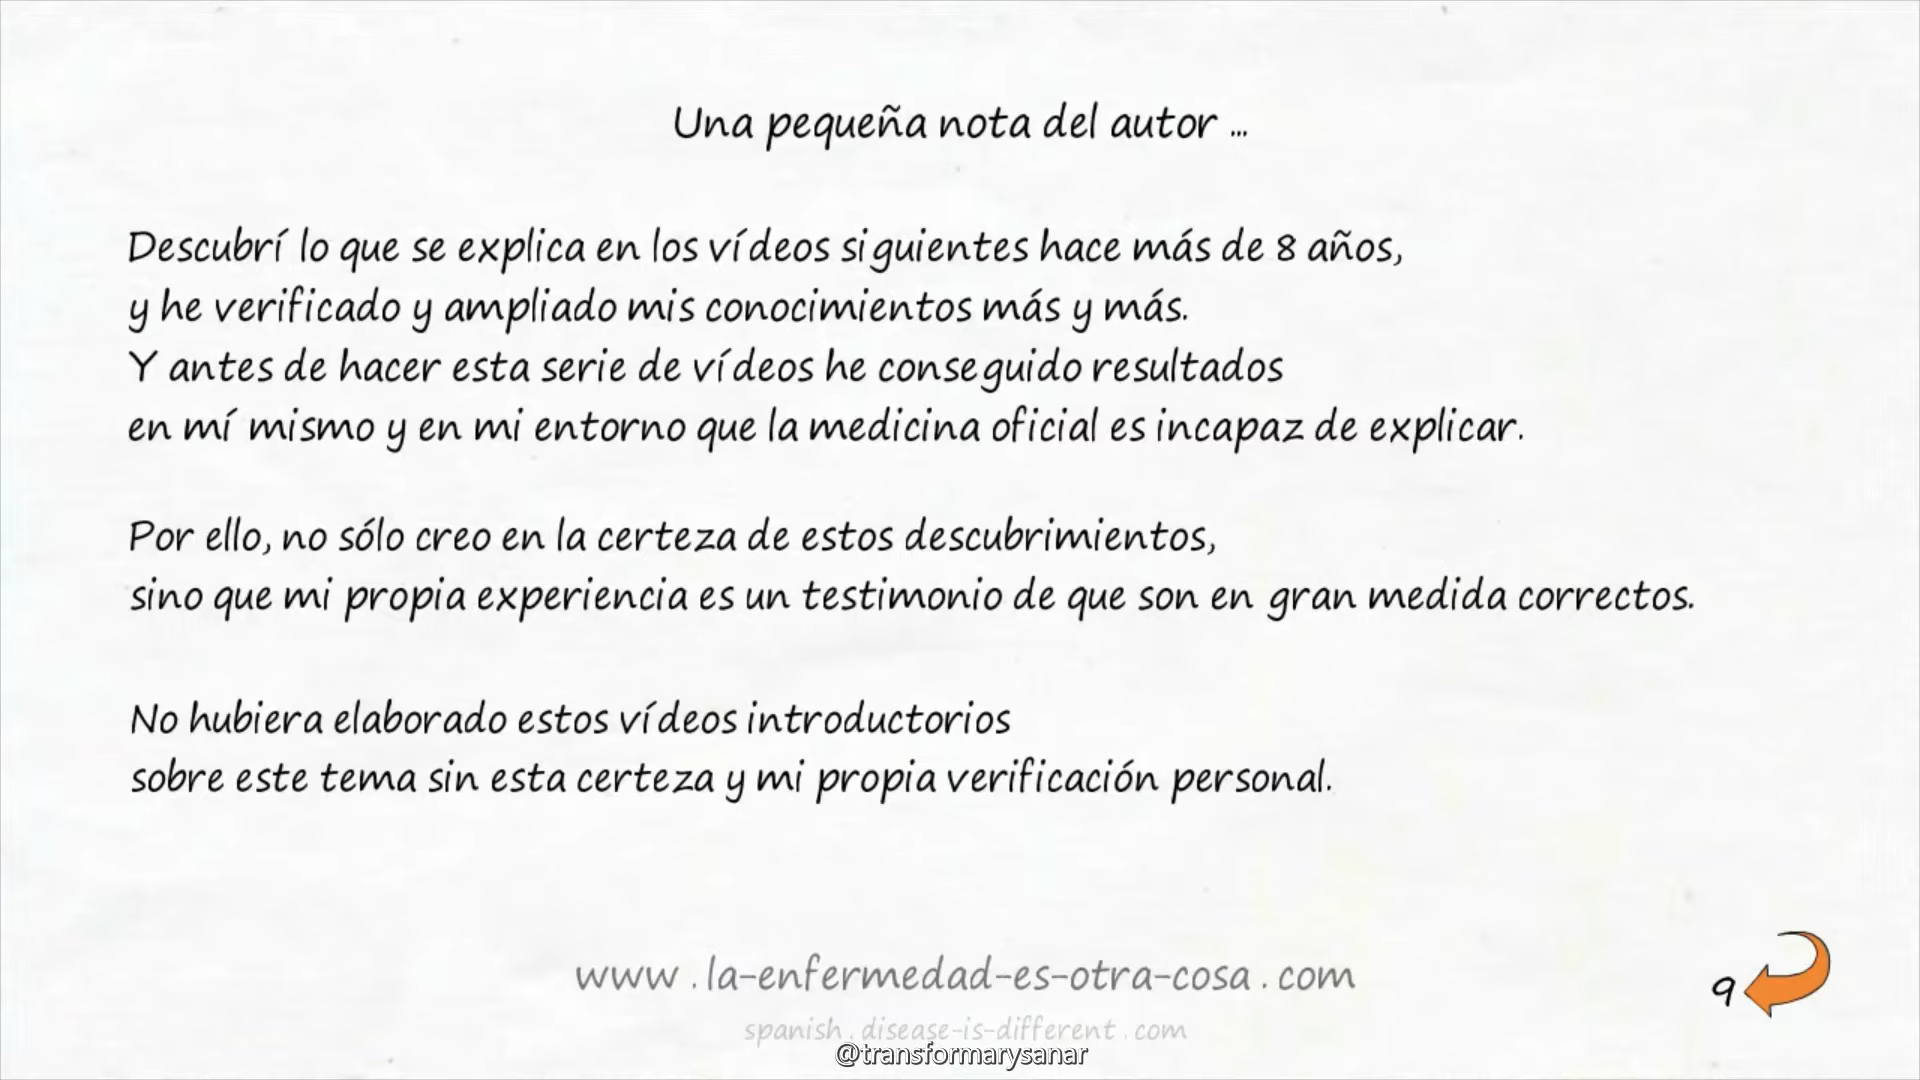 Una pequeña nota del autor ...
Descubrí lo que se explica en los vídeos siguientes hace más de 8 años,
y he verificado y ampliado mis conocimientos más y más.
Y antes de hacer esta serie de vídeos he conseguido resultados
en mí mismo y en mi entorno que la medicina oficial es incapaz de explicar.
Por ello, no sólo creo en la certeza de estos descubrimientos,
sino que mi propia experiencia es un testimonio de que son en gran medida correctos.
No hubiera elaborado estos vídeos introductorios
sobre este tema sin esta certeza y mi propia verificación personal.
www . la-enfermedad-es-otra-cosa . com
9
spanish . disease-is-different . com
@transformarysanar